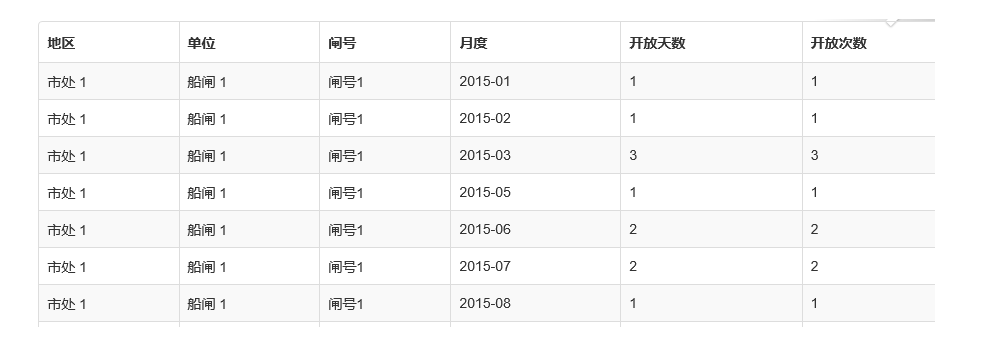 地区 单位 闸号 月度 开放天数 开放次数
市处 1 船闸 1 闸号1 2015-01 1 1
市处 1 船闸 1 闸号1 2015-02 1 1
市处 1 船闸 1 闸号1 2015-03 3 3
市处 1 船闸 1 闸号1 2015-05 1 1
市处 1 船闸 1 闸号1 2015-06 2 2
市处 1 船闸 1 闸号1 2015-07 2 2
市处 1 船闸 1 闸号1 2015-08 1 1